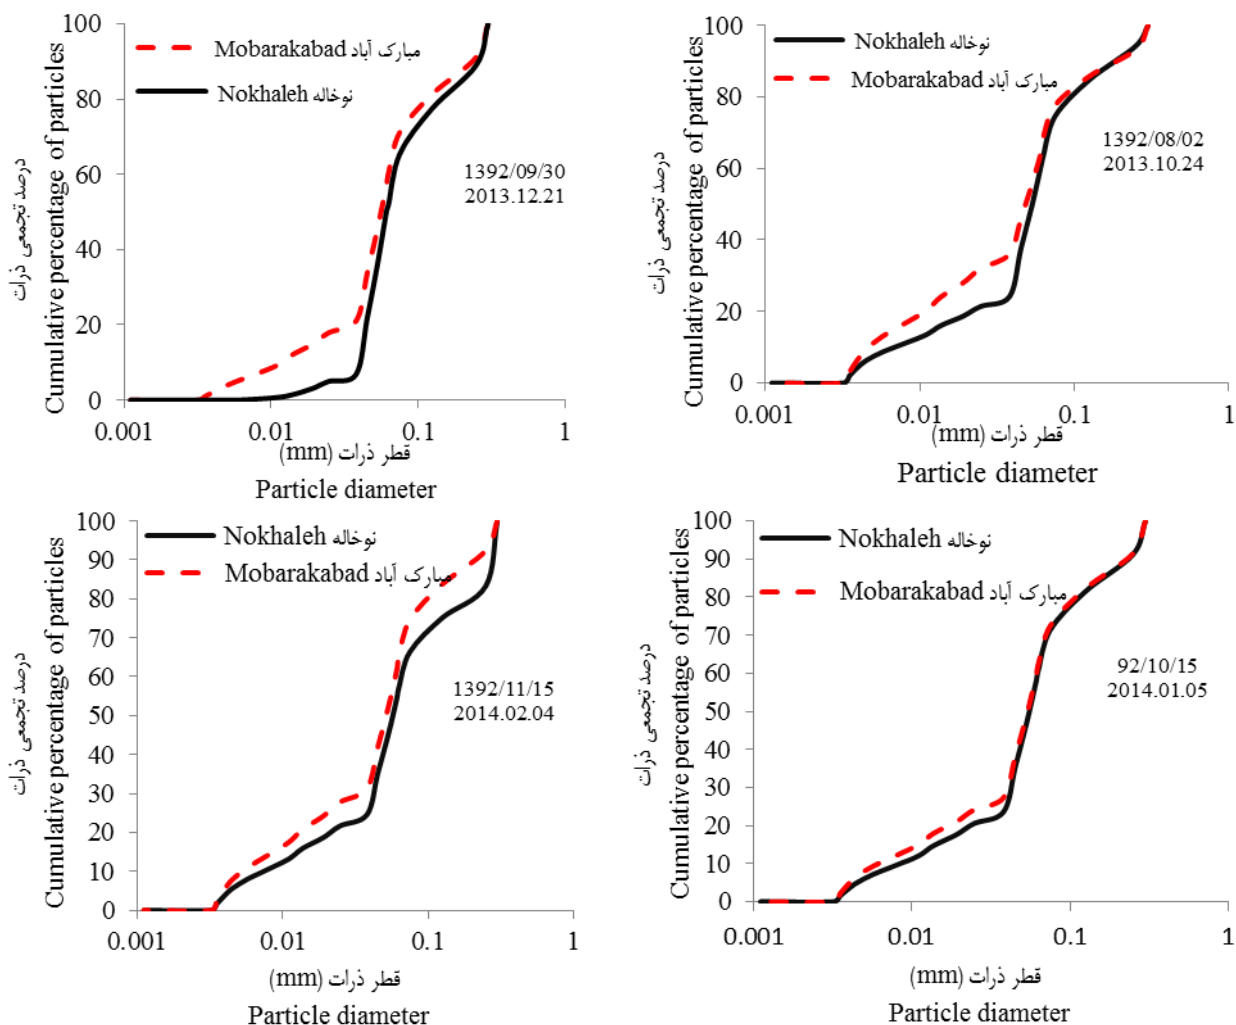 درصد تجمعی ذرات
Cumulative percentage of particles
100
80
60
40
20
0
Mobarakabad مبارک آباد
Nokhaleh نوخاله
1392/09/30
2013.12.21
0.001 0.01 0.1 1
قطر ذرات (mm)
Particle diameter
درصد تجمعی ذرات
Cumulative percentage of particles
100
80
60
40
20
0
Nokhaleh نوخاله
Mobarakabad مبارک آباد
1392/08/02
2013.10.24
0.001 0.01 0.1 1
قطر ذرات (mm)
Particle diameter
درصد تجمعی ذرات
Cumulative percentage of particles
100
90
80
70
60
50
40
30
20
10
0
Nokhaleh نوخاله
Mobarakabad مبارک آباد
1392/11/15
2014.02.04
0.001 0.01 0.1 1
قطر ذرات (mm)
Particle diameter
درصد تجمعی ذرات
Cumulative percentage of particles
100
90
80
70
60
50
40
30
20
10
0
Nokhaleh نوخاله
Mobarakabad مبارک آباد
92/10/15
2014.01.05
0.001 0.01 0.1 1
قطر ذرات (mm)
Particle diameter